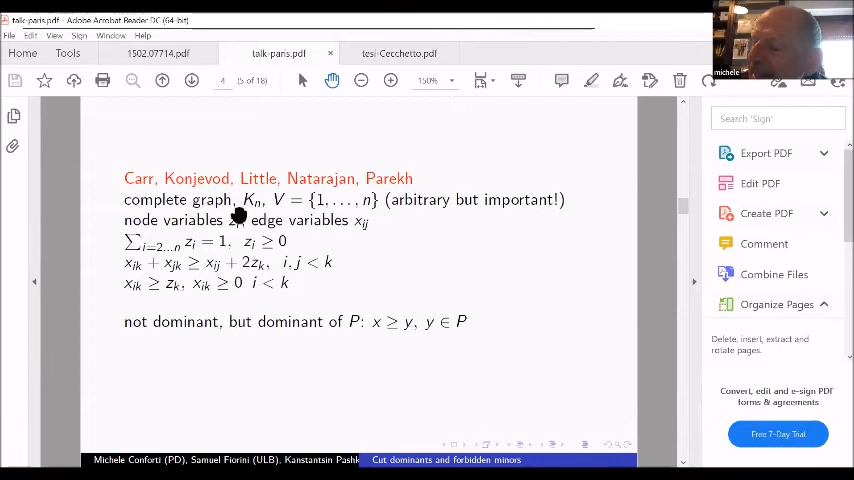 talk-paris.pdf - Adobe Acrobat Reader DC (64-bit)
File Edit View Sign Window Help
Home Tools 1502.07714.pdf talk-paris.pdf × tesi-Cecchetto.pdf
4 (5 of 18) 150%
michele
Search 'Sign'
Carr, Konjevod, Little, Natarajan, Parekh
complete graph, Kₙ, V = {1, . . . , n} (arbitrary but important!)
node variables zᵢ, edge variables xᵢⱼ
∑ᵢ₌₂…ₙ zᵢ = 1, zᵢ ≥ 0
xᵢₖ + xⱼₖ ≥ xᵢⱼ + 2zₖ, i, j < k
xᵢₖ ≥ zₖ, xᵢₖ ≥ 0 i < k
not dominant, but dominant of P: x ≥ y, y ∈ P
Export PDF
Edit PDF
Create PDF
Comment
Combine Files
Organize Pages
Delete, insert, extract and
rotate pages.
Convert, edit and e-sign PDF
forms & agreements
Free 7-Day Trial
Michele Conforti (PD), Samuel Fiorini (ULB), Kanstantsin Pashk Cut dominants and forbidden minors